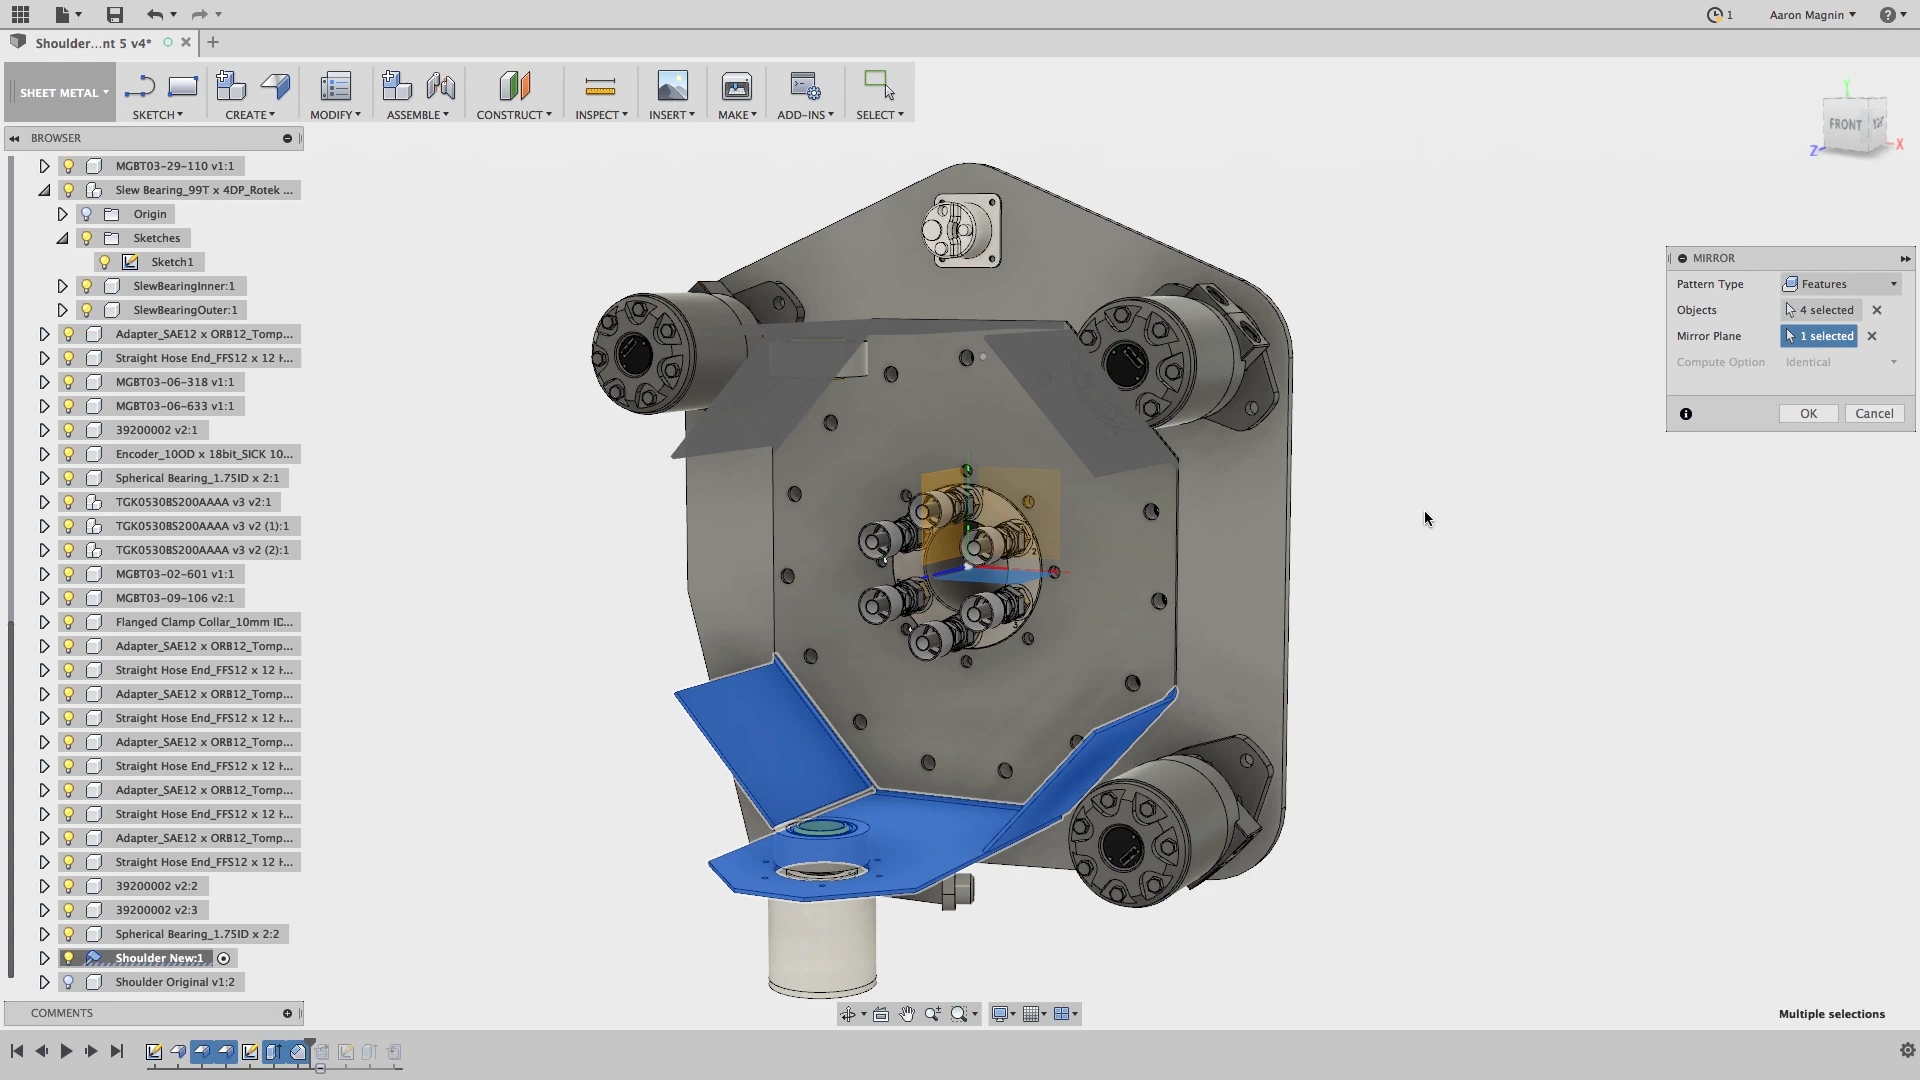 1
Aaron Magnin
Shoulder...nt 5 v4*
SHEET METAL
SKETCH
CREATE
MODIFY
ASSEMBLE
CONSTRUCT
INSPECT
INSERT
MAKE
ADD-INS
SELECT
Y
FRONT
Z
X
BROWSER
MGBT03-29-110 v1:1
Slew Bearing_99T x 4DP_Rotek ...
Origin
Sketches
Sketch1
SlewBearingInner:1
SlewBearingOuter:1
Adapter_SAE12 x ORB12_Tomp...
Straight Hose End_FFS12 x 12 H...
MGBT03-06-318 v1:1
MGBT03-06-633 v1:1
39200002 v2:1
Encoder_10OD x 18bit_SICK 10...
Spherical Bearing_1.75ID x 2:1
TGK0530BS200AAAA v3 v2:1
TGK0530BS200AAAA v3 v2 (1):1
TGK0530BS200AAAA v3 v2 (2):1
MGBT03-02-601 v1:1
MGBT03-09-106 v2:1
Flanged Clamp Collar_10mm ID...
Adapter_SAE12 x ORB12_Tomp...
Straight Hose End_FFS12 x 12 H...
Adapter_SAE12 x ORB12_Tomp...
Straight Hose End_FFS12 x 12 H...
Adapter_SAE12 x ORB12_Tomp...
Straight Hose End_FFS12 x 12 H...
Adapter_SAE12 x ORB12_Tomp...
Straight Hose End_FFS12 x 12 H...
Adapter_SAE12 x ORB12_Tomp...
Straight Hose End_FFS12 x 12 H...
39200002 v2:2
39200002 v2:3
Spherical Bearing_1.75ID x 2:2
Shoulder New:1
Shoulder Original v1:2
COMMENTS
MIRROR
Pattern Type Features
Objects 4 selected
Mirror Plane 1 selected
Compute Option Identical
OK Cancel
2
3
Multiple selections